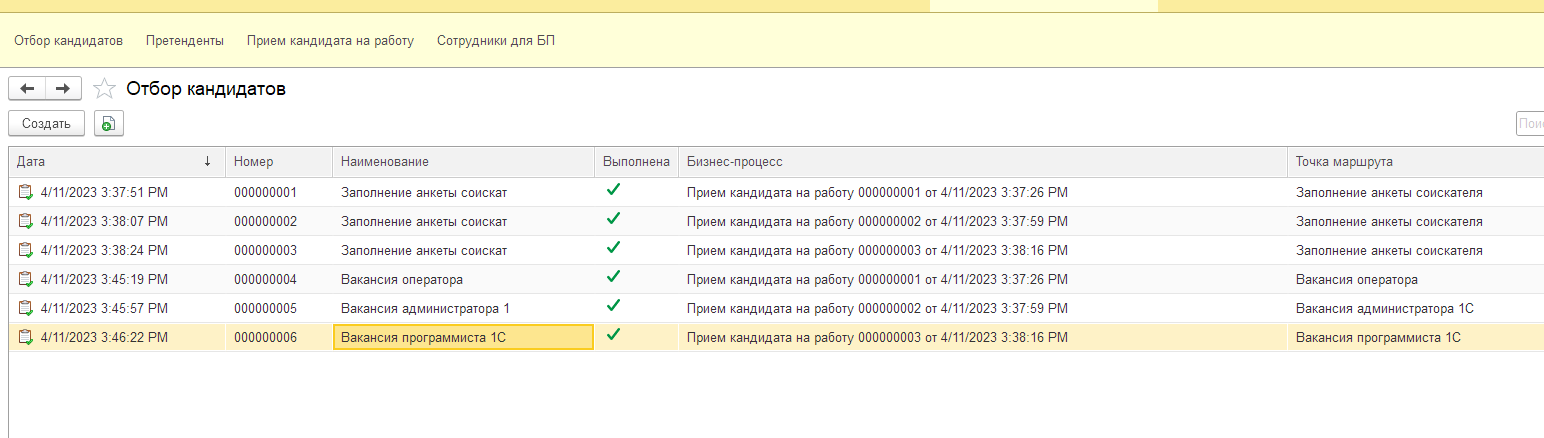 Отбор кандидатов Претенденты Прием кандидата на работу Сотрудники для БП
Отбор кандидатов
Создать
Дата Номер Наименование Выполнена Бизнес-процесс Точка маршрута
4/11/2023 3:37:51 PM 000000001 Заполнение анкеты соискат Прием кандидата на работу 000000001 от 4/11/2023 3:37:26 PM Заполнение анкеты соискателя
4/11/2023 3:38:07 PM 000000002 Заполнение анкеты соискат Прием кандидата на работу 000000002 от 4/11/2023 3:37:59 PM Заполнение анкеты соискателя
4/11/2023 3:38:24 PM 000000003 Заполнение анкеты соискат Прием кандидата на работу 000000003 от 4/11/2023 3:38:16 PM Заполнение анкеты соискателя
4/11/2023 3:45:19 PM 000000004 Вакансия оператора Прием кандидата на работу 000000001 от 4/11/2023 3:37:26 PM Вакансия оператора
4/11/2023 3:45:57 PM 000000005 Вакансия администратора 1 Прием кандидата на работу 000000002 от 4/11/2023 3:37:59 PM Вакансия администратора 1С
4/11/2023 3:46:22 PM 000000006 Вакансия программиста 1С Прием кандидата на работу 000000003 от 4/11/2023 3:38:16 PM Вакансия программиста 1С